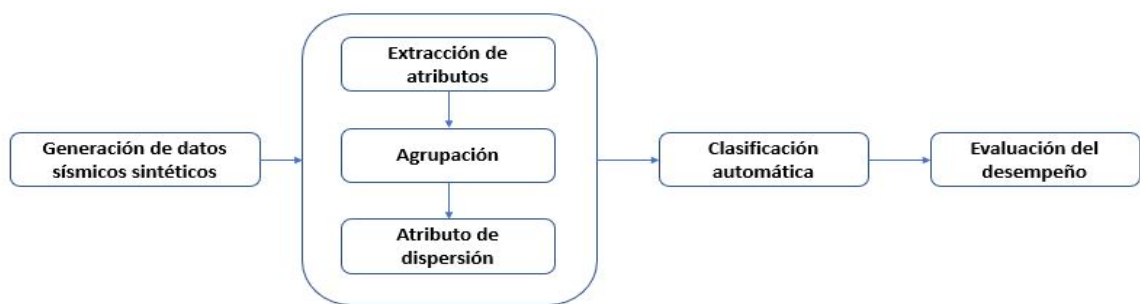 Generación de datos
sísmicos sintéticos
Extracción de
atributos
Agrupación
Atributo de
dispersión
Clasificación
automática
Evaluación del
desempeño